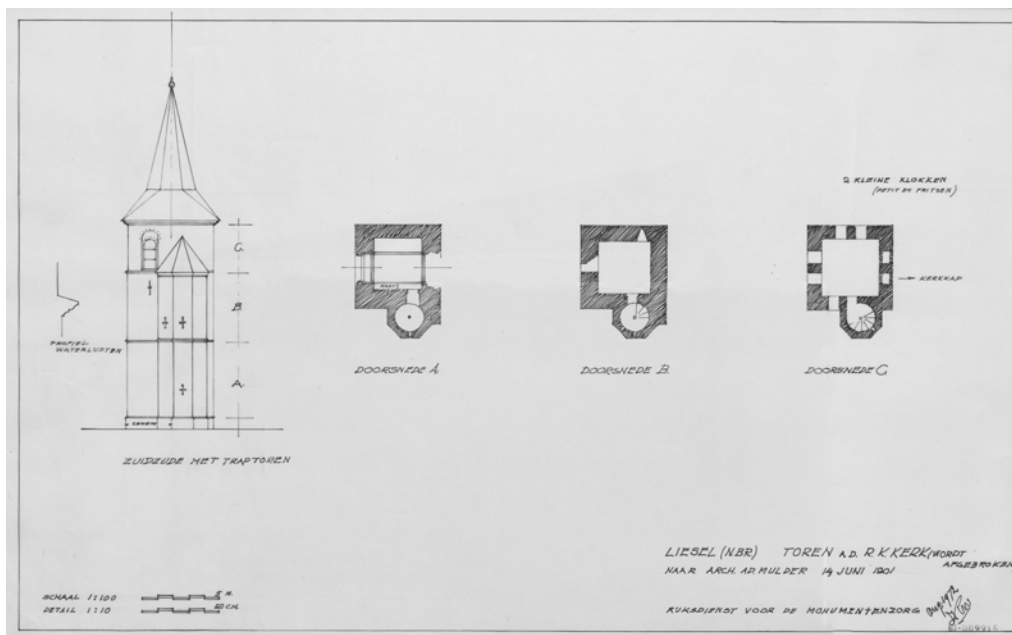 2 KLEINE KLOKKEN
(PETIT EN FRITSEN)
C.
B
A.
PROFIEL
WATERLIJSTEN
KERKKAP
DOORSNEDE A
DOORSNEDE B.
DOORSNEDE C
ZUIDZIJDE MET TRAPTOREN
LIESEL (N.BR) TOREN A.D. R.K KERK (WORDT
AFGEBROKEN
NAAR ARCH. AD. MULDER 14 JUNI 1901
SCHAAL 1:100 5 M.
DETAIL 1:10 50 C.M.
RIJKSDIENST VOOR DE MONUMENTENZORG